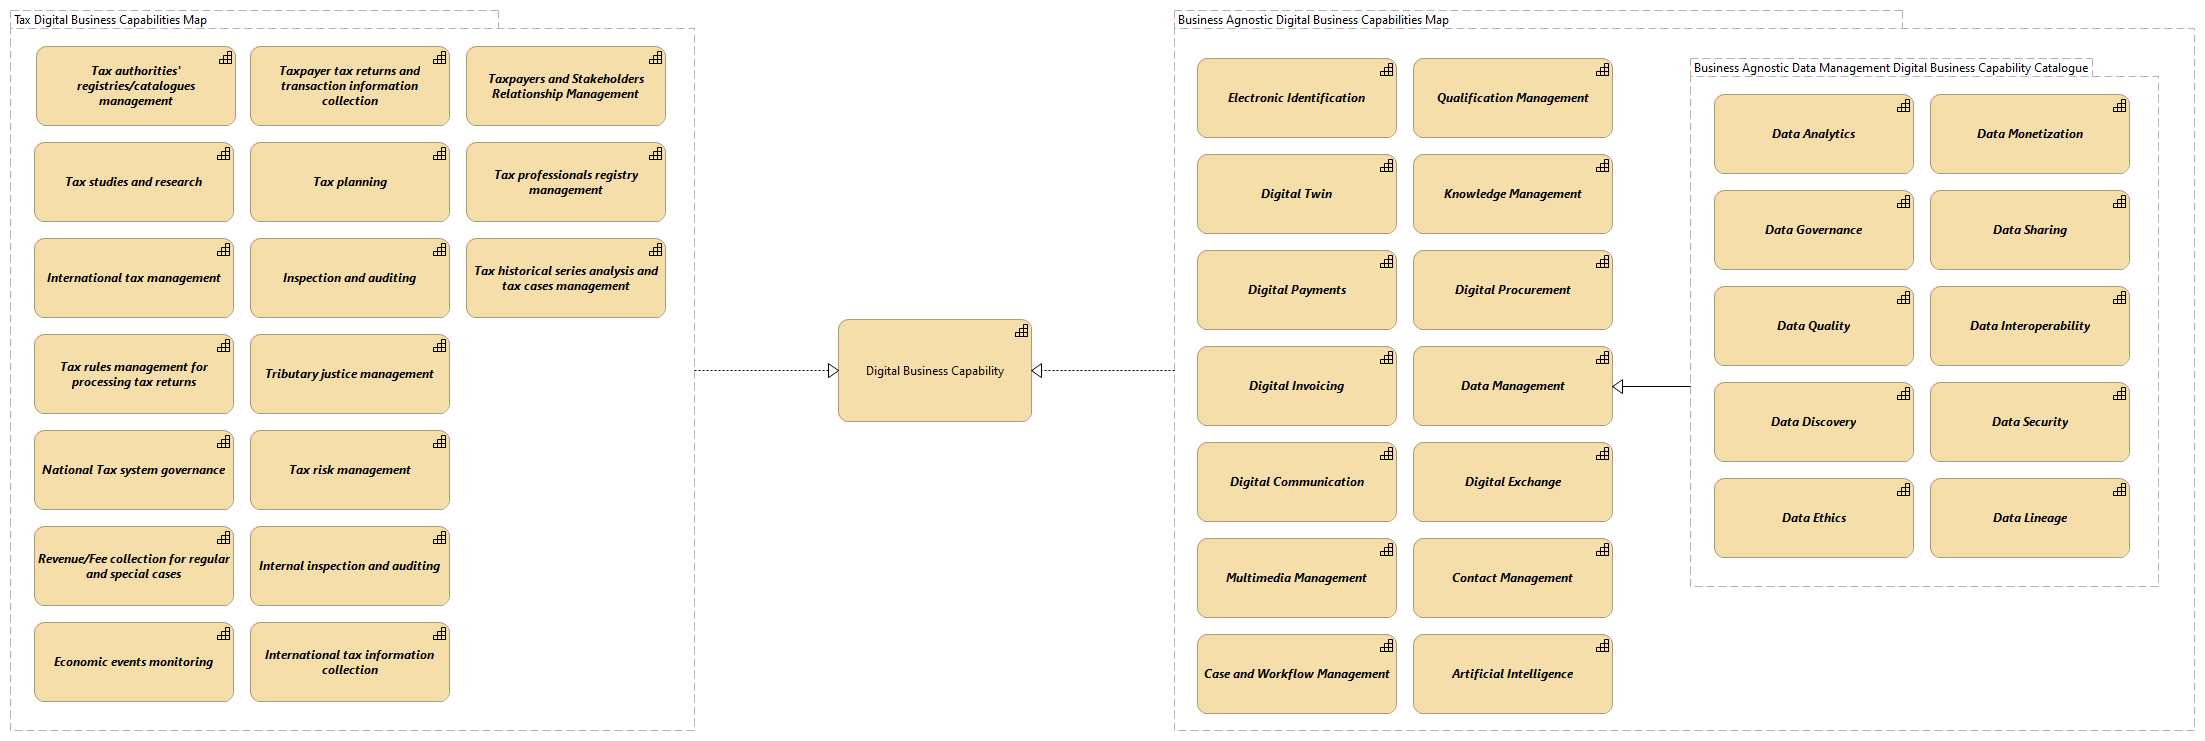 Tax Digital Business Capabilities Map
Tax authorities'
registries/catalogues
management
Taxpayer tax returns and
transaction information
collection
Taxpayers and Stakeholders
Relationship Management
Tax studies and research
Tax planning
Tax professionals registry
management
International tax management
Inspection and auditing
Tax historical series analysis and
tax cases management
Tax rules management for
processing tax returns
Tributary justice management
National Tax system governance
Tax risk management
Revenue/Fee collection for regular
and special cases
Internal inspection and auditing
Economic events monitoring
International tax information
collection
Digital Business Capability
Business Agnostic Digital Business Capabilities Map
Electronic Identification
Qualification Management
Digital Twin
Knowledge Management
Digital Payments
Digital Procurement
Digital Invoicing
Data Management
Digital Communication
Digital Exchange
Multimedia Management
Contact Management
Case and Workflow Management
Artificial Intelligence
Business Agnostic Data Management Digital Business Capability Catalogue
Data Analytics
Data Monetization
Data Governance
Data Sharing
Data Quality
Data Interoperability
Data Discovery
Data Security
Data Ethics
Data Lineage